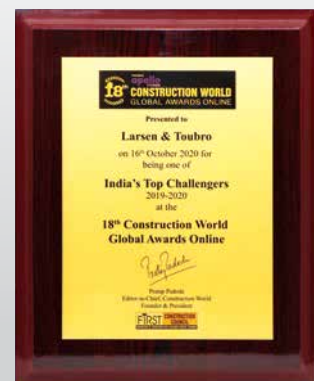 apollo
18th
CONSTRUCTION WORLD
GLOBAL AWARDS ONLINE
Presented to
Larsen & Toubro
on 16th October 2020 for
being one of
India's Top Challengers
2019-2020
at the
18th Construction World
Global Awards Online
Pratap Padode
Editor-in-Chief, Construction World
Founder & President
FIRST CONSTRUCTION
COUNCIL